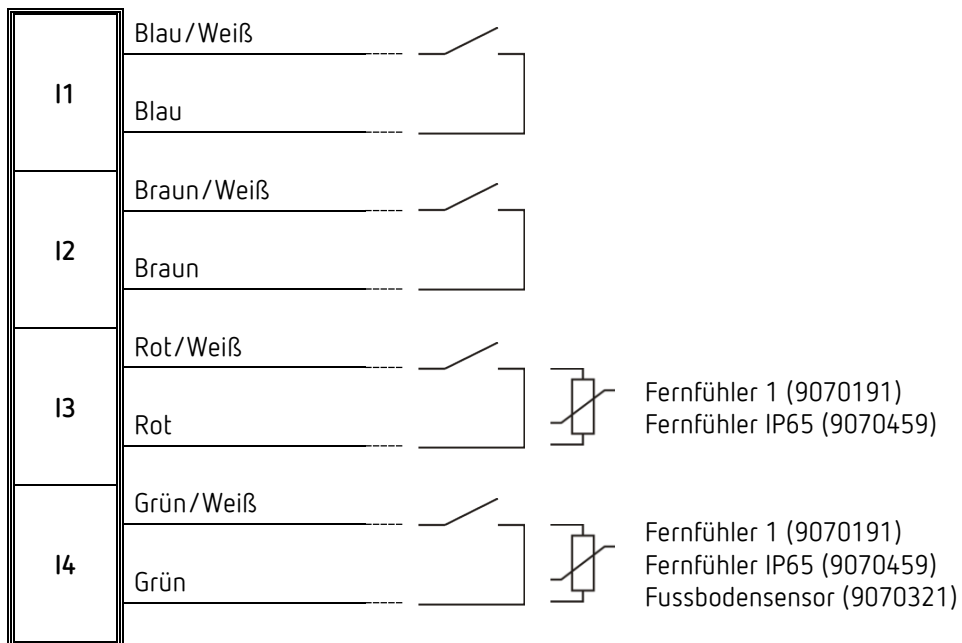 Blau/Weiß
I1
Blau
Braun/Weiß
I2
Braun
Rot/Weiß
I3
Rot
Fernfühler 1 (9070191)
Fernfühler IP65 (9070459)
Grün/Weiß
I4
Grün
Fernfühler 1 (9070191)
Fernfühler IP65 (9070459)
Fussbodensensor (9070321)